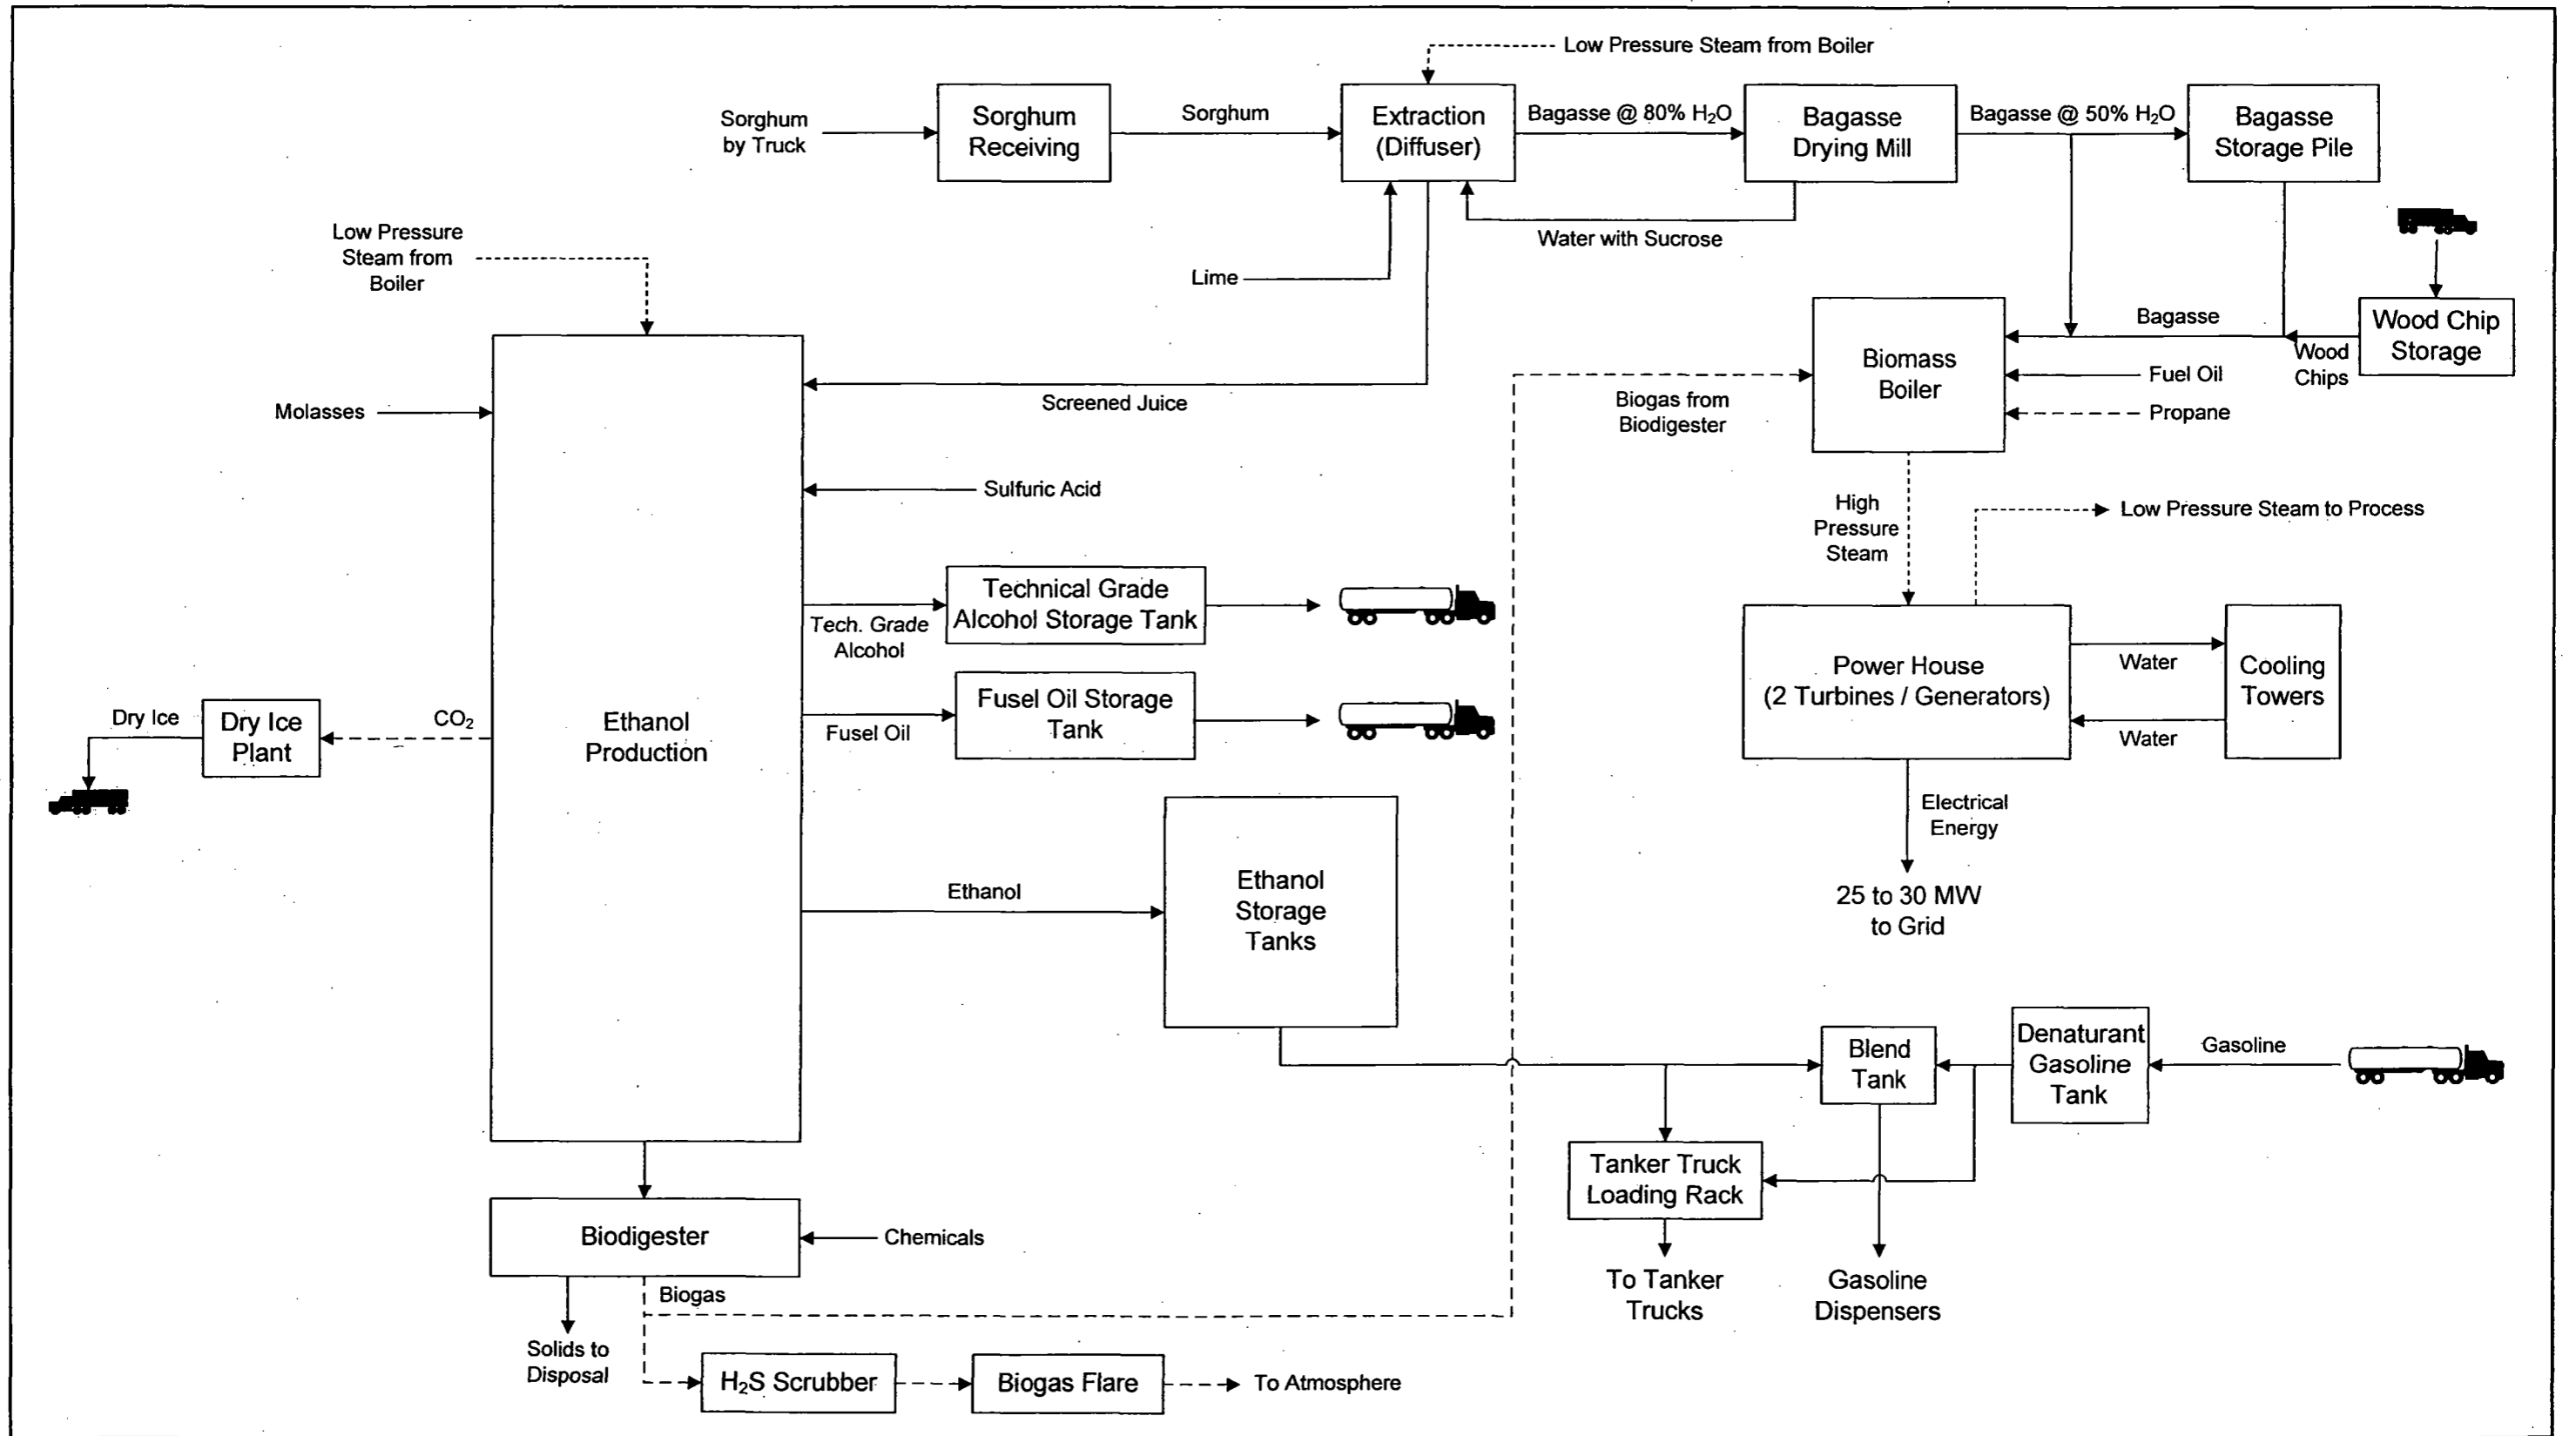 Low Pressure Steam from Boiler
Sorghum
by Truck
Sorghum
Receiving
Sorghum
Extraction
(Diffuser)
Bagasse @ 80% H₂O
Bagasse
Drying Mill
Bagasse @ 50% H₂O
Bagasse
Storage Pile
Water with Sucrose
Lime
Low Pressure
Steam from
Boiler
Screened Juice
Molasses
Sulfuric Acid
Ethanol
Production
Tech. Grade
Alcohol
Technical Grade
Alcohol Storage Tank
Fusel Oil
Fusel Oil Storage
Tank
CO₂
Dry Ice
Plant
Dry Ice
Ethanol
Ethanol
Storage
Tanks
Biodigester
Chemicals
Solids to
Disposal
Biogas
H₂S Scrubber
Biogas Flare
To Atmosphere
Biogas from
Biodigester
Biomass
Boiler
Bagasse
Wood
Chips
Wood Chip
Storage
Fuel Oil
Propane
High
Pressure
Steam
Low Pressure Steam to Process
Power House
(2 Turbines / Generators)
Water
Water
Cooling
Towers
Electrical
Energy
25 to 30 MW
to Grid
Blend
Tank
Denaturant
Gasoline
Tank
Gasoline
Tanker Truck
Loading Rack
To Tanker
Trucks
Gasoline
Dispensers